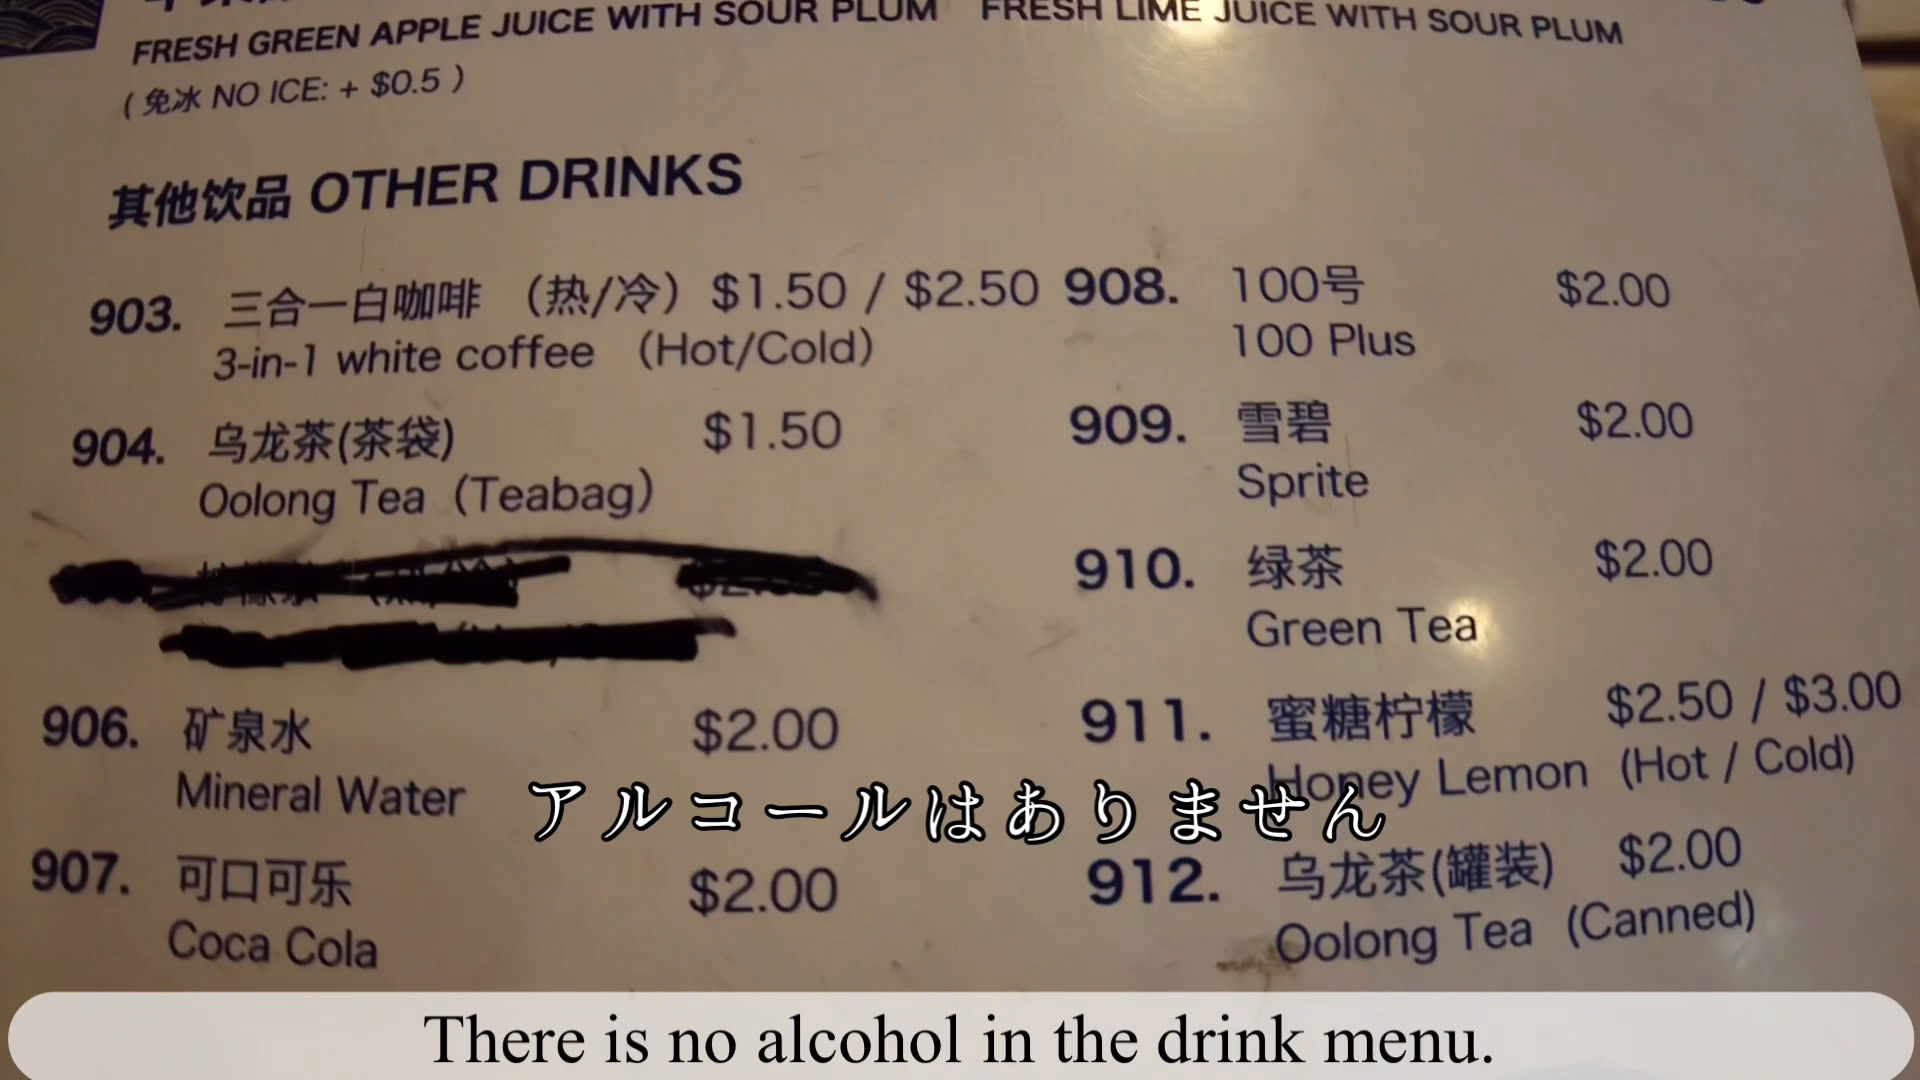 FRESH GREEN APPLE JUICE WITH SOUR PLUM FRESH LIME JUICE WITH SOUR PLUM
( 免冰 NO ICE: + $0.5 )
其他饮品 OTHER DRINKS
903. 三合一白咖啡 （热/冷） $1.50 / $2.50
3-in-1 white coffee （Hot/Cold）
904. 乌龙茶(茶袋) $1.50
Oolong Tea（Teabag）
906. 矿泉水 $2.00
Mineral Water
907. 可口可乐 $2.00
Coca Cola
908. 100号 $2.00
100 Plus
909. 雪碧 $2.00
Sprite
910. 绿茶 $2.00
Green Tea
911. 蜜糖柠檬 $2.50 / $3.00
Honey Lemon (Hot / Cold)
912. 乌龙茶(罐装) $2.00
Oolong Tea (Canned)
アルコールはありません
There is no alcohol in the drink menu.